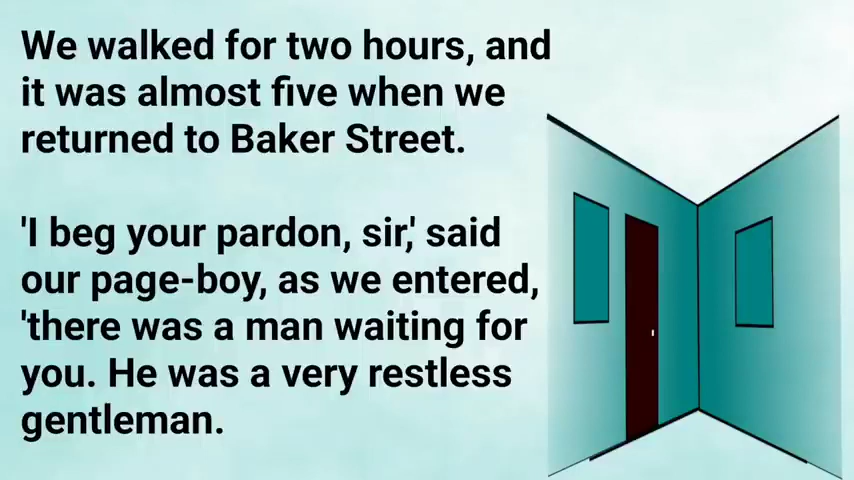 We walked for two hours, and
it was almost five when we
returned to Baker Street.
'I beg your pardon, sir,' said
our page-boy, as we entered,
'there was a man waiting for
you. He was a very restless
gentleman.